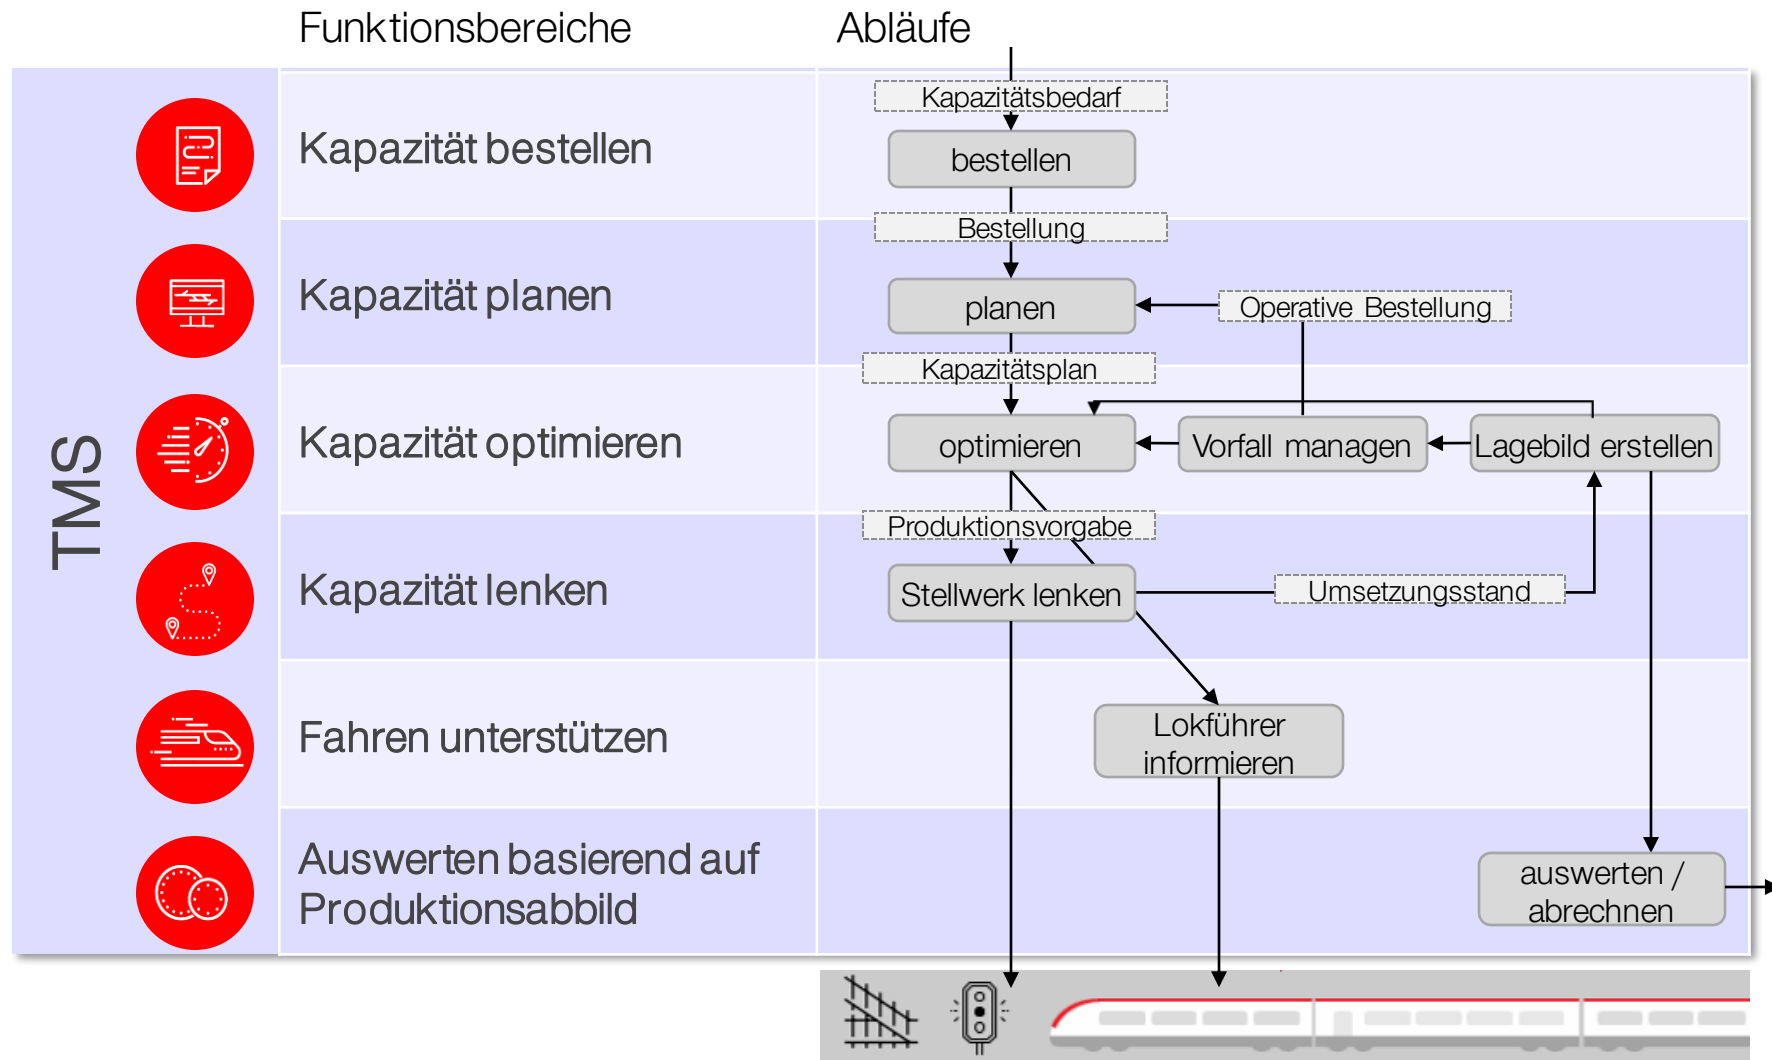 Funktionsbereiche
Abläufe
TMS
Kapazität bestellen
Kapazitätsbedarf
bestellen
Bestellung
Kapazität planen
planen
Operative Bestellung
Kapazitätsplan
Kapazität optimieren
optimieren
Vorfall managen
Lagebild erstellen
Produktionsvorgabe
Kapazität lenken
Stellwerk lenken
Umsetzungsstand
Fahren unterstützen
Lokführer
informieren
Auswerten basierend auf
Produktionsabbild
auswerten /
abrechnen